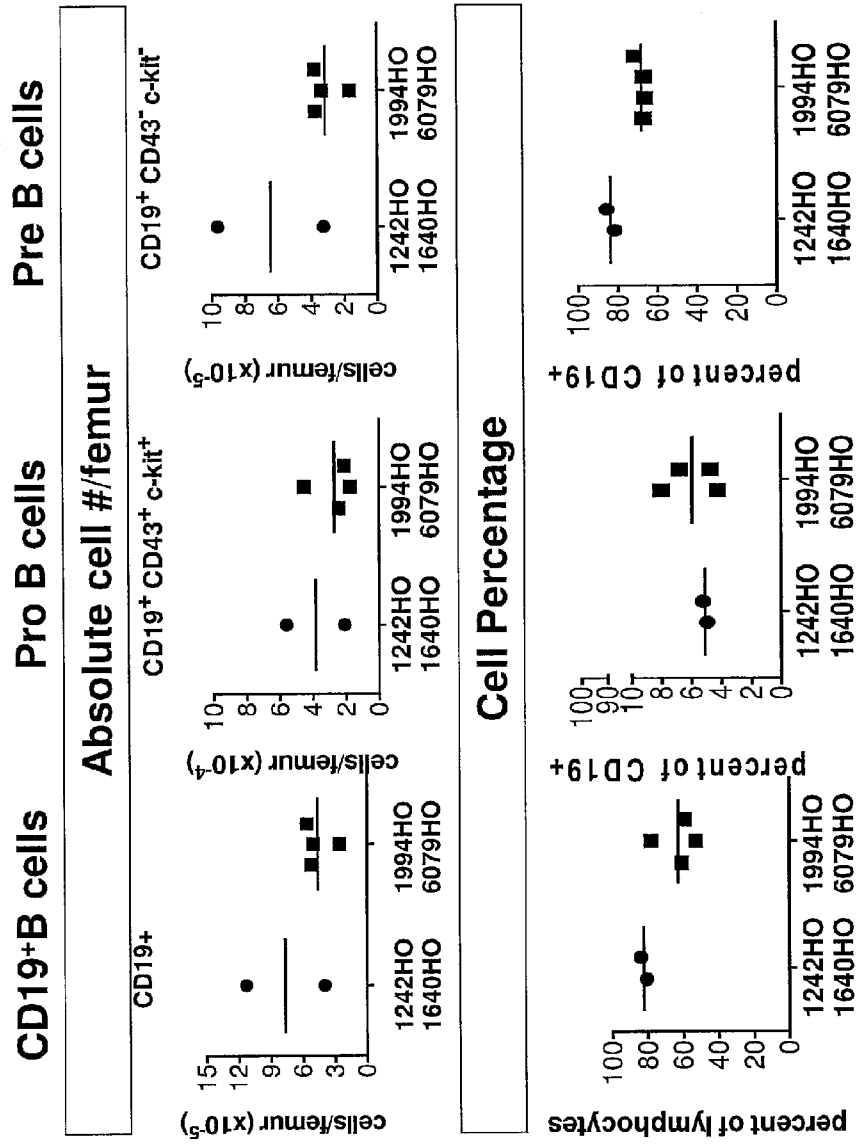 CD19+B cells Pro B cells Pre B cells
Absolute cell #/femur
CD19+
cells/femur (x10-5)
15
12
9
6
3
0
1242HO 1994HO
1640HO 6079HO
CD19+ CD43+ c-kit+
cells/femur (x10-4)
10
8
6
4
2
0
1242HO 1994HO
1640HO 6079HO
CD19+ CD43- c-kit-
cells/femur (x10-5)
10
8
6
4
2
0
1242HO 1994HO
1640HO 6079HO
Cell Percentage
percent of lymphocytes
100
80
60
40
20
0
1242HO 1994HO
1640HO 6079HO
percent of CD19+
100
90
10
8
6
4
2
0
1242HO 1994HO
1640HO 6079HO
percent of CD19+
100
80
60
40
20
0
1242HO 1994HO
1640HO 6079HO